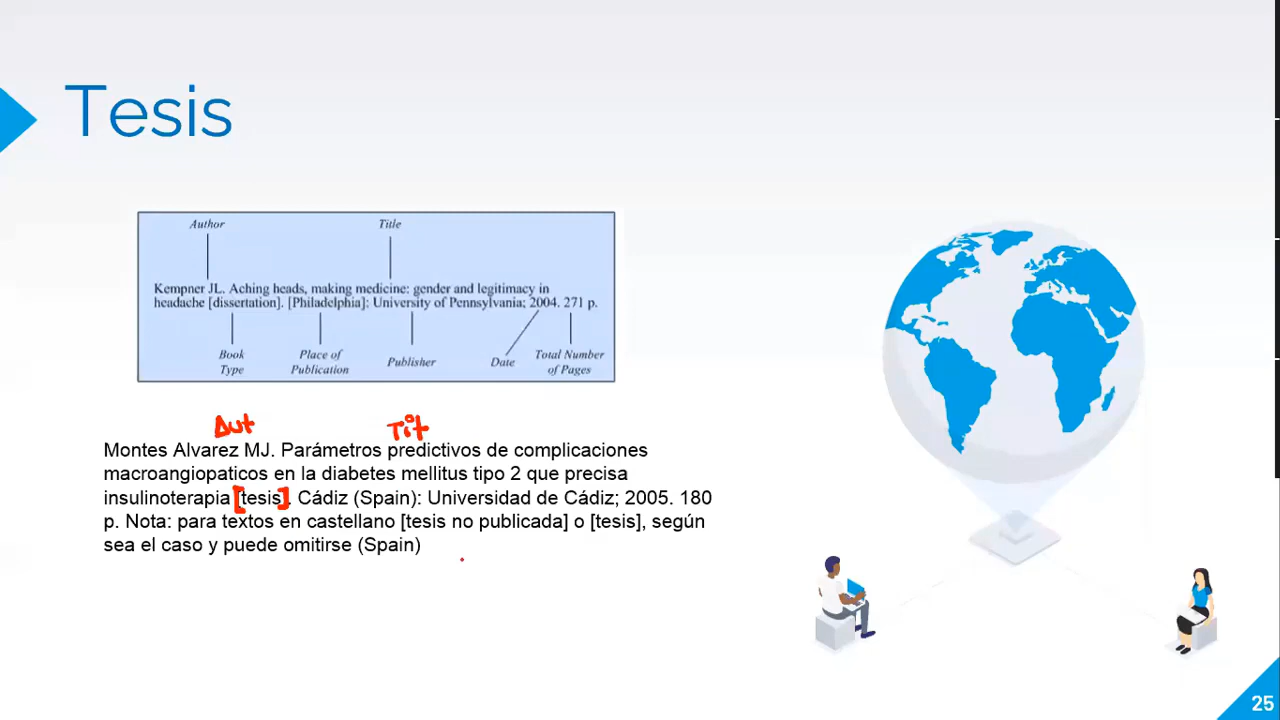 Tesis
Author Title
Kempner JL. Aching heads, making medicine: gender and legitimacy in
headache [dissertation]. [Philadelphia]: University of Pennsylvania; 2004. 271 p.
Book Type
Place of Publication
Publisher
Date
Total Number of Pages
Aut Tit
Montes Alvarez MJ. Parámetros predictivos de complicaciones
macroangiopaticos en la diabetes mellitus tipo 2 que precisa
insulinoterapia [tesis]. Cádiz (Spain): Universidad de Cádiz; 2005. 180
p. Nota: para textos en castellano [tesis no publicada] o [tesis], según
sea el caso y puede omitirse (Spain)
25